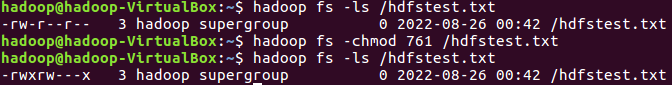 hadoop@hadoop-VirtualBox:~$ hadoop fs -ls /hdfstest.txt
-rw-r--r--   3 hadoop supergroup          0 2022-08-26 00:42 /hdfstest.txt
hadoop@hadoop-VirtualBox:~$ hadoop fs -chmod 761 /hdfstest.txt
hadoop@hadoop-VirtualBox:~$ hadoop fs -ls /hdfstest.txt
-rwxrw---x   3 hadoop supergroup          0 2022-08-26 00:42 /hdfstest.txt